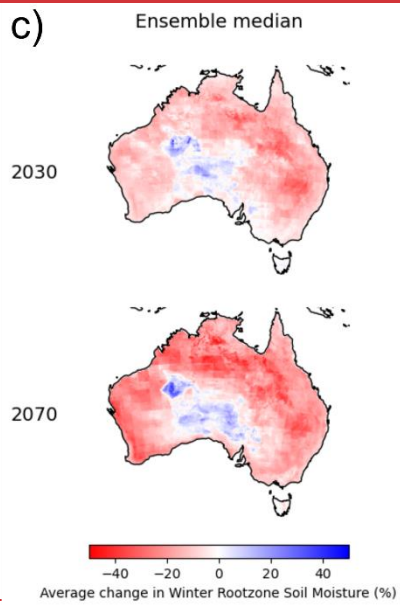 c)
Ensemble median
2030
2070
−40 −20 0 20 40
Average change in Winter Rootzone Soil Moisture (%)